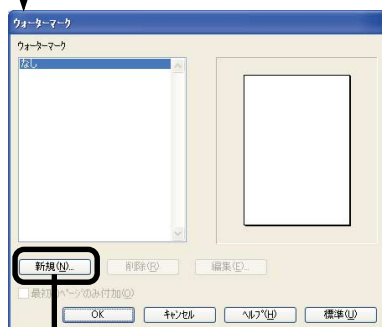 ウォーターマーク
ウォーターマーク
なし
新規(N)... 削除(R) 編集(E)...
最初のページのみ付加(O)
OK キャンセル ヘルプ(H) 標準(U)